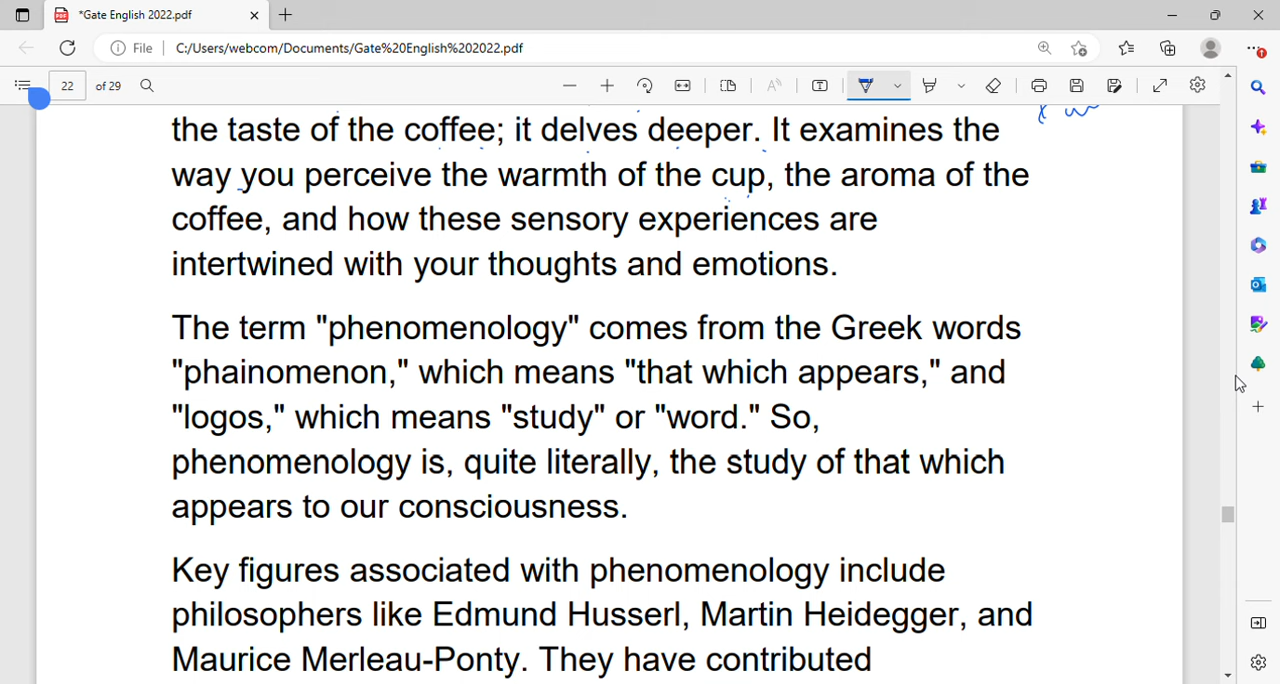 *Gate English 2022.pdf
File C:/Users/webcom/Documents/Gate%20English%202022.pdf
22 of 29
the taste of the coffee; it delves deeper. It examines the
way you perceive the warmth of the cup, the aroma of the
coffee, and how these sensory experiences are
intertwined with your thoughts and emotions.
The term "phenomenology" comes from the Greek words
"phainomenon," which means "that which appears," and
"logos," which means "study" or "word." So,
phenomenology is, quite literally, the study of that which
appears to our consciousness.
Key figures associated with phenomenology include
philosophers like Edmund Husserl, Martin Heidegger, and
Maurice Merleau-Ponty. They have contributed